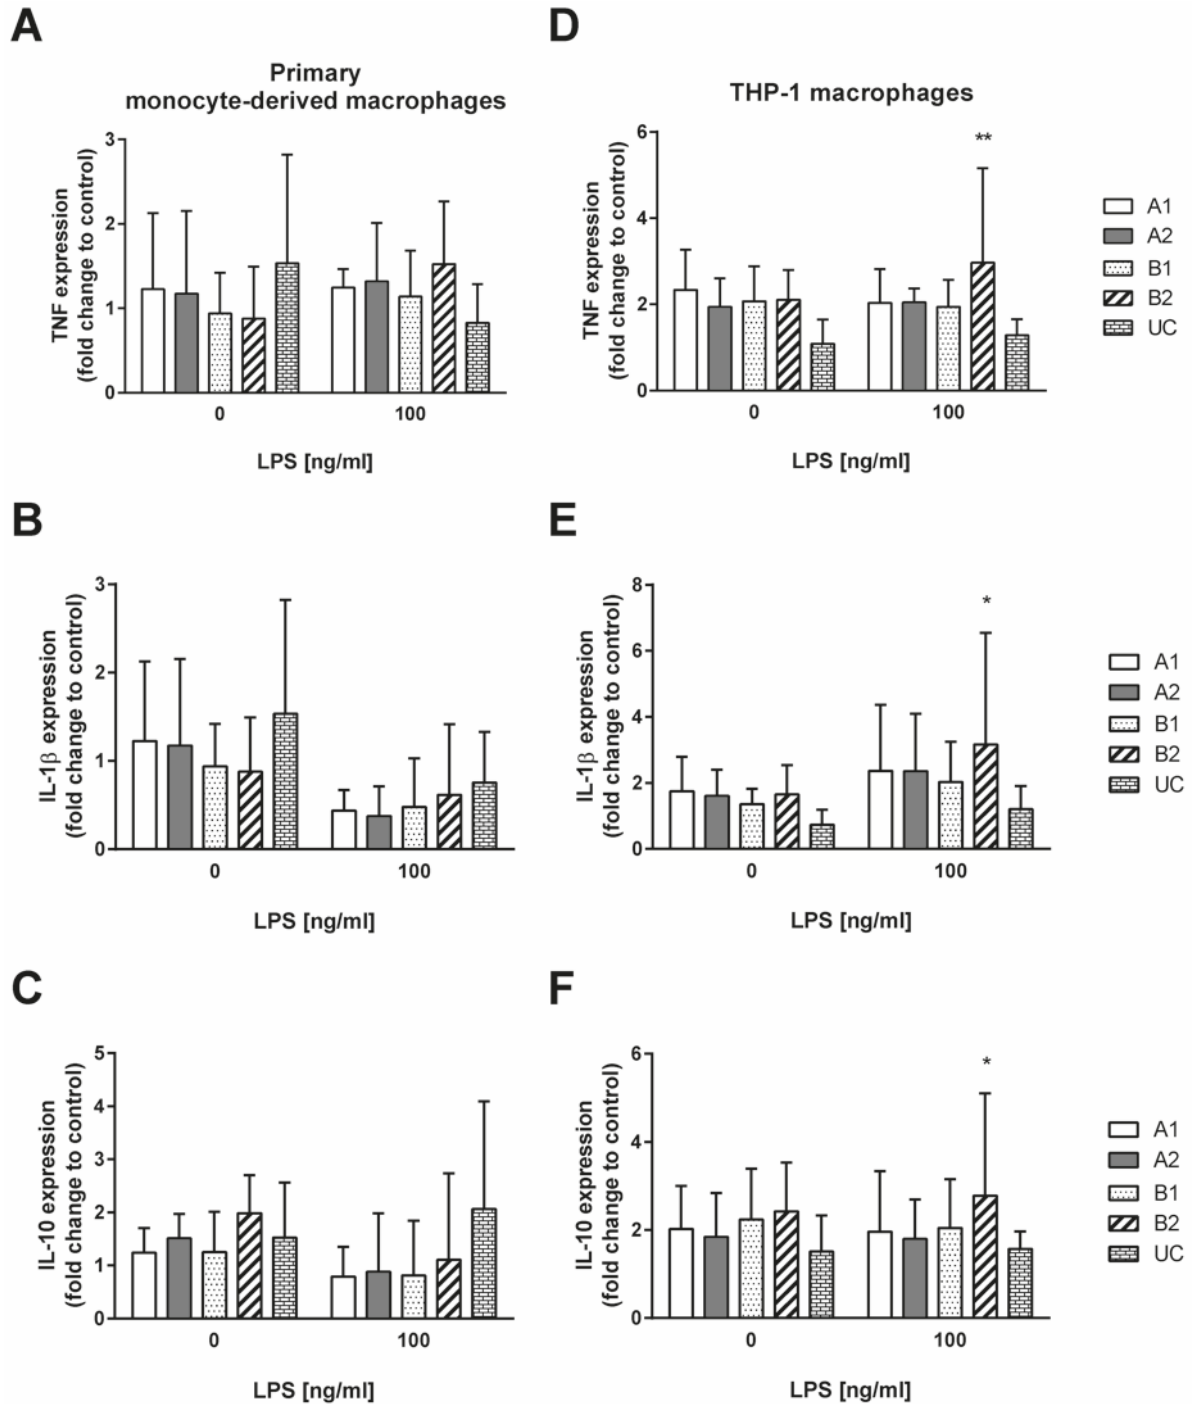 A
Primary
monocyte-derived macrophages
TNF expression
(fold change to control)
3
2
1
0
0
100
LPS [ng/ml]
D
THP-1 macrophages
TNF expression
(fold change to control)
6
4
2
0
**
0
100
LPS [ng/ml]
A1
A2
B1
B2
UC
B
IL-1β expression
(fold change to control)
3
2
1
0
0
100
LPS [ng/ml]
E
IL-1β expression
(fold change to control)
8
6
4
2
0
*
0
100
LPS [ng/ml]
A1
A2
B1
B2
UC
C
IL-10 expression
(fold change to control)
5
4
3
2
1
0
0
100
LPS [ng/ml]
F
IL-10 expression
(fold change to control)
6
4
2
0
*
0
100
LPS [ng/ml]
A1
A2
B1
B2
UC